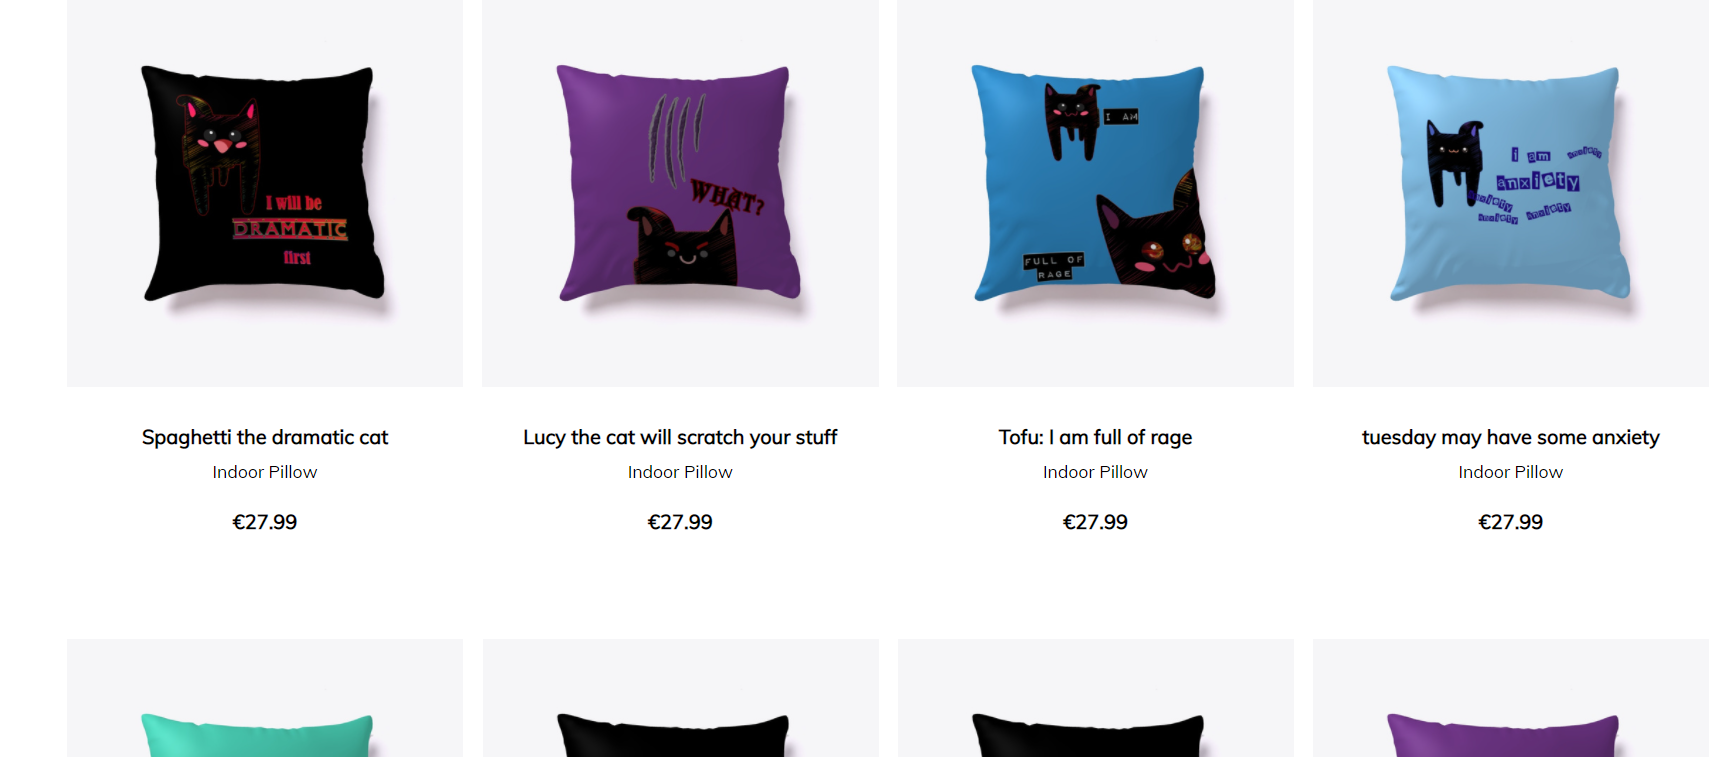 I will be
DRAMATIC
first
WHAT?
I AM
FULL OF
RAGE
i am
anxiety
anxiety
anxiety
anxiety
anxiety
Spaghetti the dramatic cat
Indoor Pillow
€27.99
Lucy the cat will scratch your stuff
Indoor Pillow
€27.99
Tofu: I am full of rage
Indoor Pillow
€27.99
tuesday may have some anxiety
Indoor Pillow
€27.99